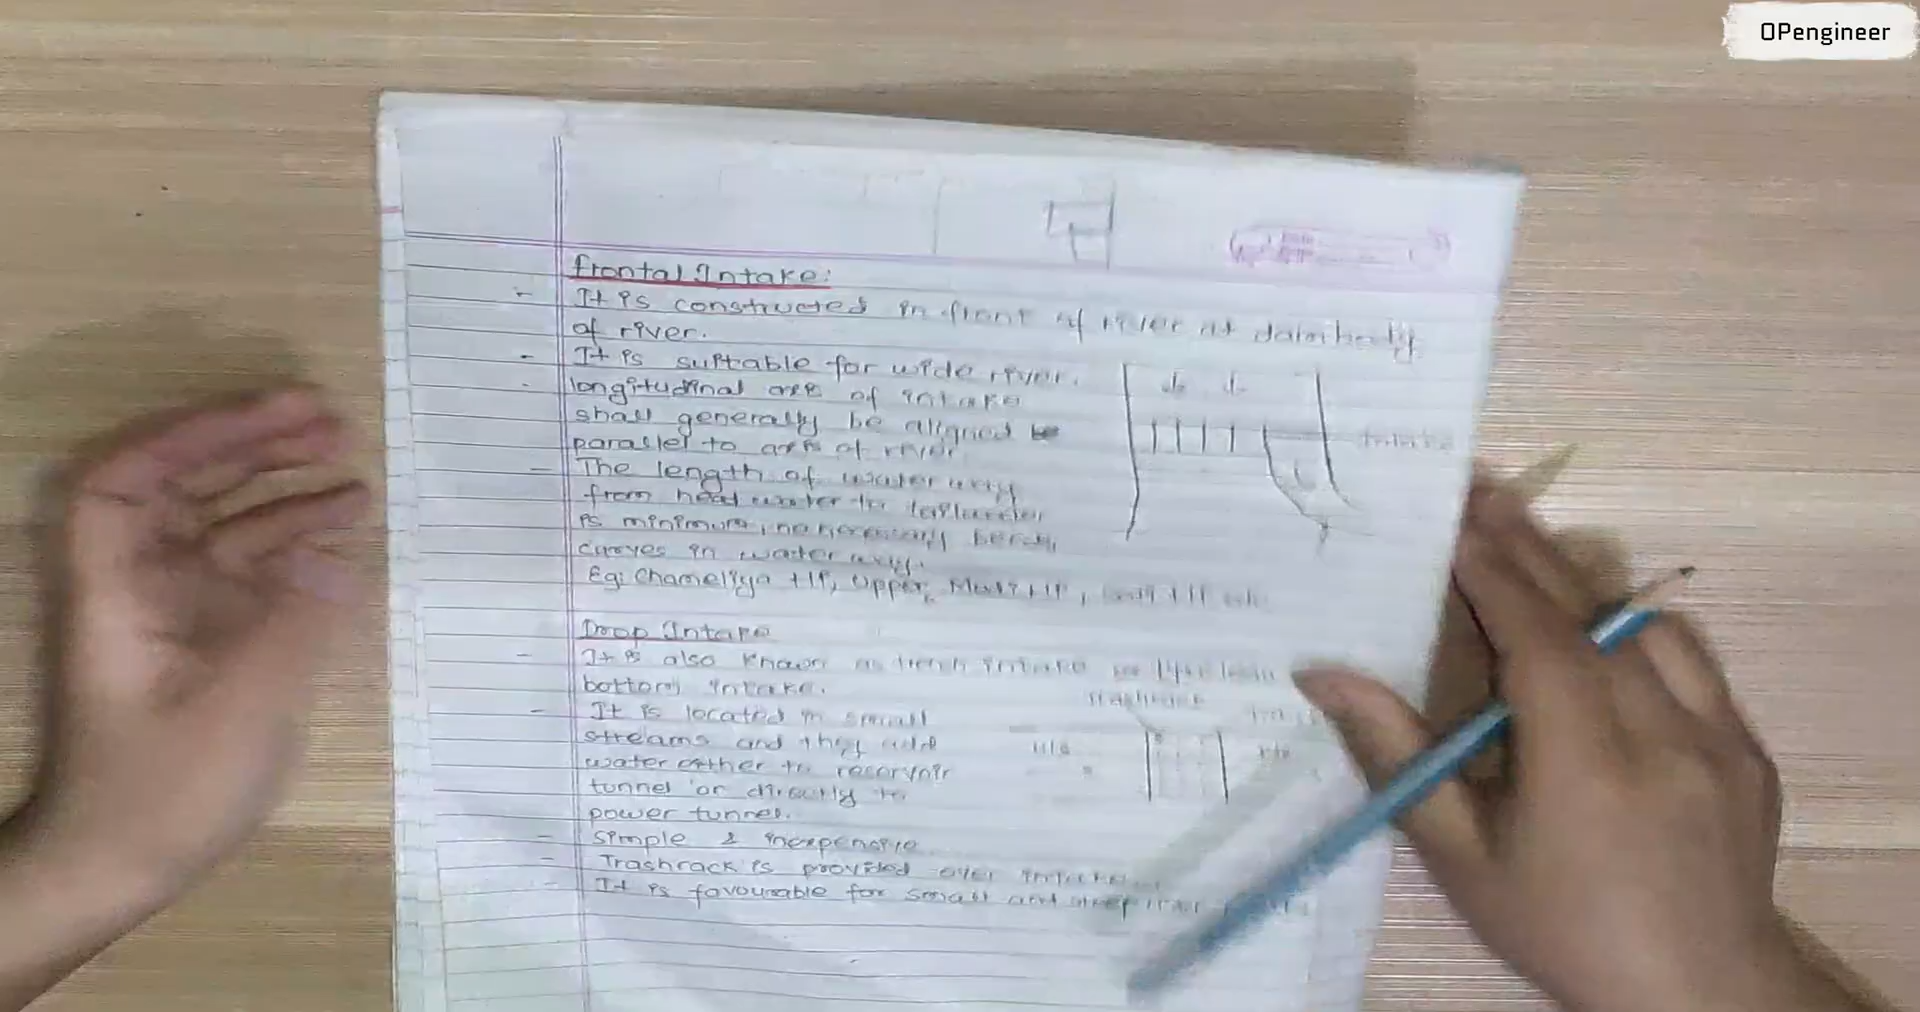 OPengineer
Frontal Intake:
- It is constructed in front of river at dam body
of river.
- It is suitable for wide river.
- longitudinal axis of intake
shall generally be aligned
parallel to axis of river.
Intake
- The length of water way
from head water to
is minimum, no necessary bends,
curves in water way.
Eg: Chameliya HP, Upper Modi HP, HP etc
Drop Intake
- It is also known as trench intake or
bottom intake.
Trashrack
- It is located in small
streams and they add
U/S
water either to reservoir
tunnel or directly to
power tunnel.
- Simple & inexpensive
- Trashrack is provided over intake.
- It is favourable for small and steep